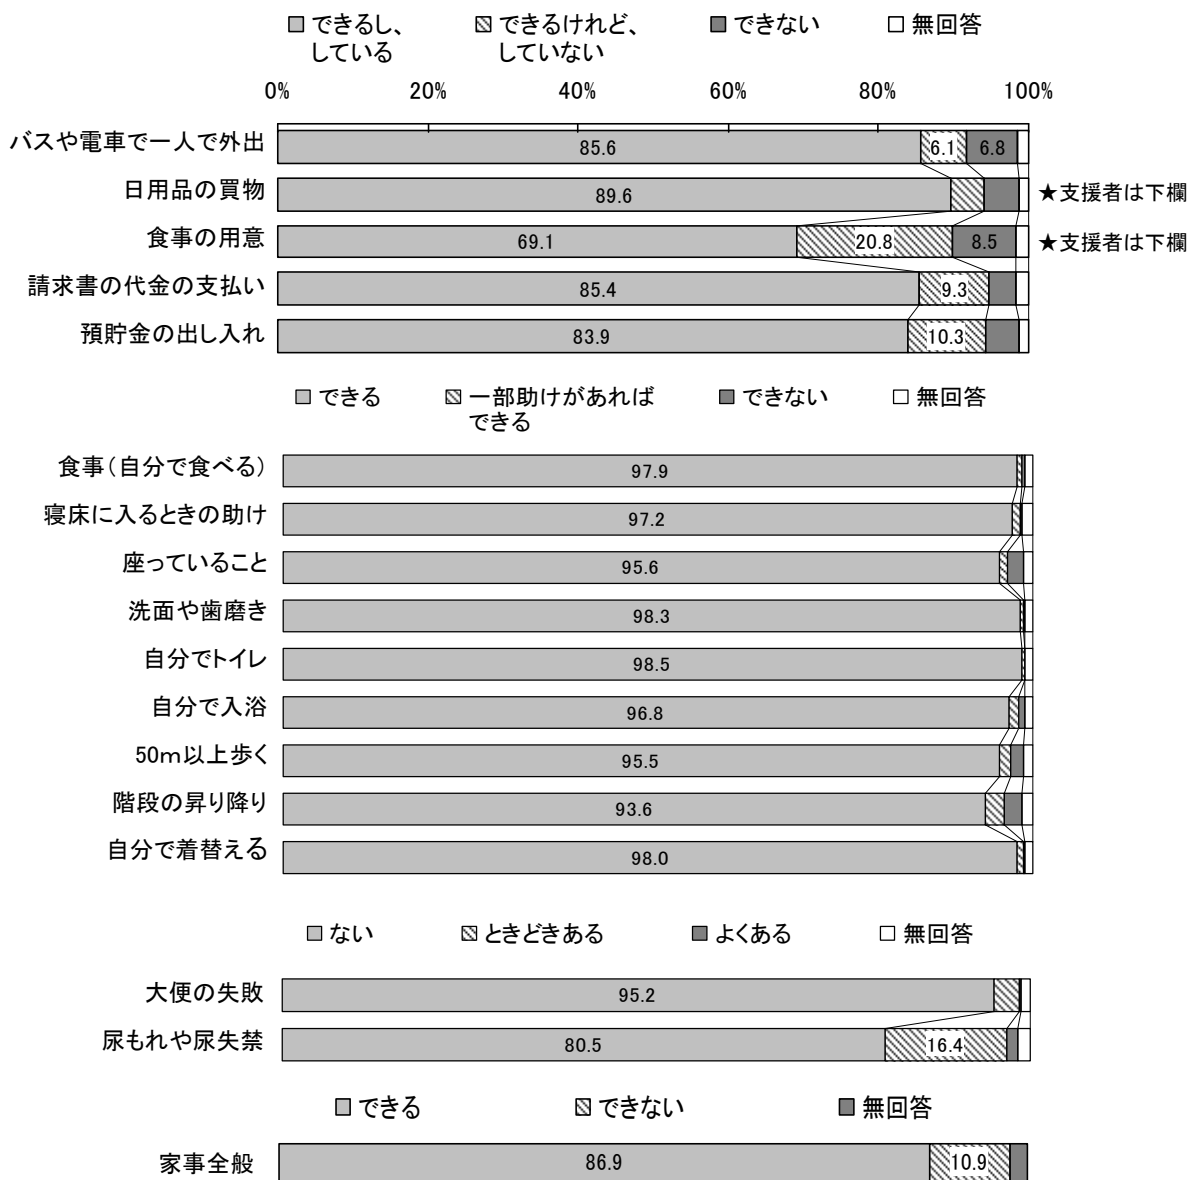 できるし、
している
できるけれど、
していない
できない
無回答
0% 20% 40% 60% 80% 100%
バスや電車で一人で外出 85.6 6.1 6.8
日用品の買物 89.6 ★支援者は下欄
食事の用意 69.1 20.8 8.5 ★支援者は下欄
請求書の代金の支払い 85.4 9.3
預貯金の出し入れ 83.9 10.3
できる
一部助けがあれば
できる
できない
無回答
食事(自分で食べる) 97.9
寝床に入るときの助け 97.2
座っていること 95.6
洗面や歯磨き 98.3
自分でトイレ 98.5
自分で入浴 96.8
50m以上歩く 95.5
階段の昇り降り 93.6
自分で着替える 98.0
ない ときどきある よくある 無回答
大便の失敗 95.2
尿もれや尿失禁 80.5 16.4
できる できない 無回答
家事全般 86.9 10.9